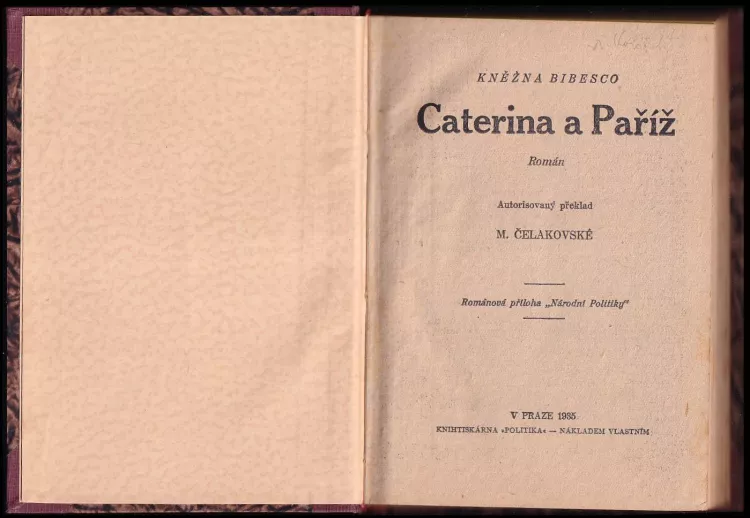 KNĚŽNA BIBESCO
Caterina a Paříž
Román
Autorisovaný překlad
M. ČELAKOVSKÉ
Románová příloha „Národní Politiky“
V PRAZE 1935
KNIHTISKÁRNA »POLITIKA« — NÁKLADEM VLASTNÍM